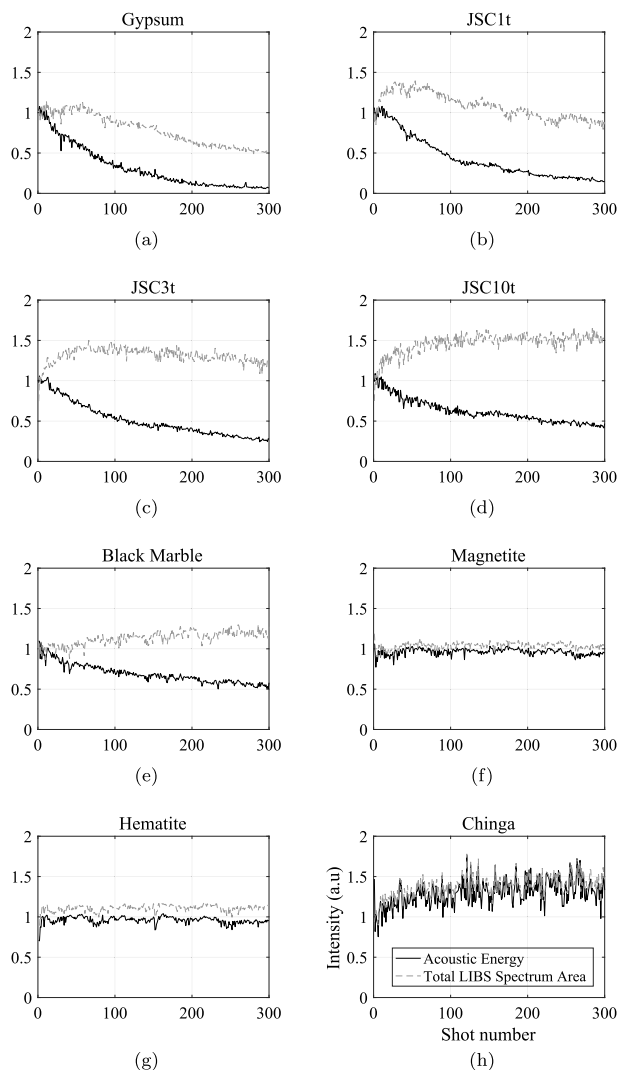 Gypsum
JSC1t
2
1.5
1
0.5
0
0 100 200 300
(a)
2
1.5
1
0.5
0
0 100 200 300
(b)
JSC3t
JSC10t
2
1.5
1
0.5
0
0 100 200 300
(c)
2
1.5
1
0.5
0
0 100 200 300
(d)
Black Marble
Magnetite
2
1.5
1
0.5
0
0 100 200 300
(e)
2
1.5
1
0.5
0
0 100 200 300
(f)
Hematite
Chinga
2
1.5
1
0.5
0
0 100 200 300
(g)
Intensity (a.u)
2
1.5
1
0.5
0
Acoustic Energy
Total LIBS Spectrum Area
0 100 200 300
Shot number
(h)